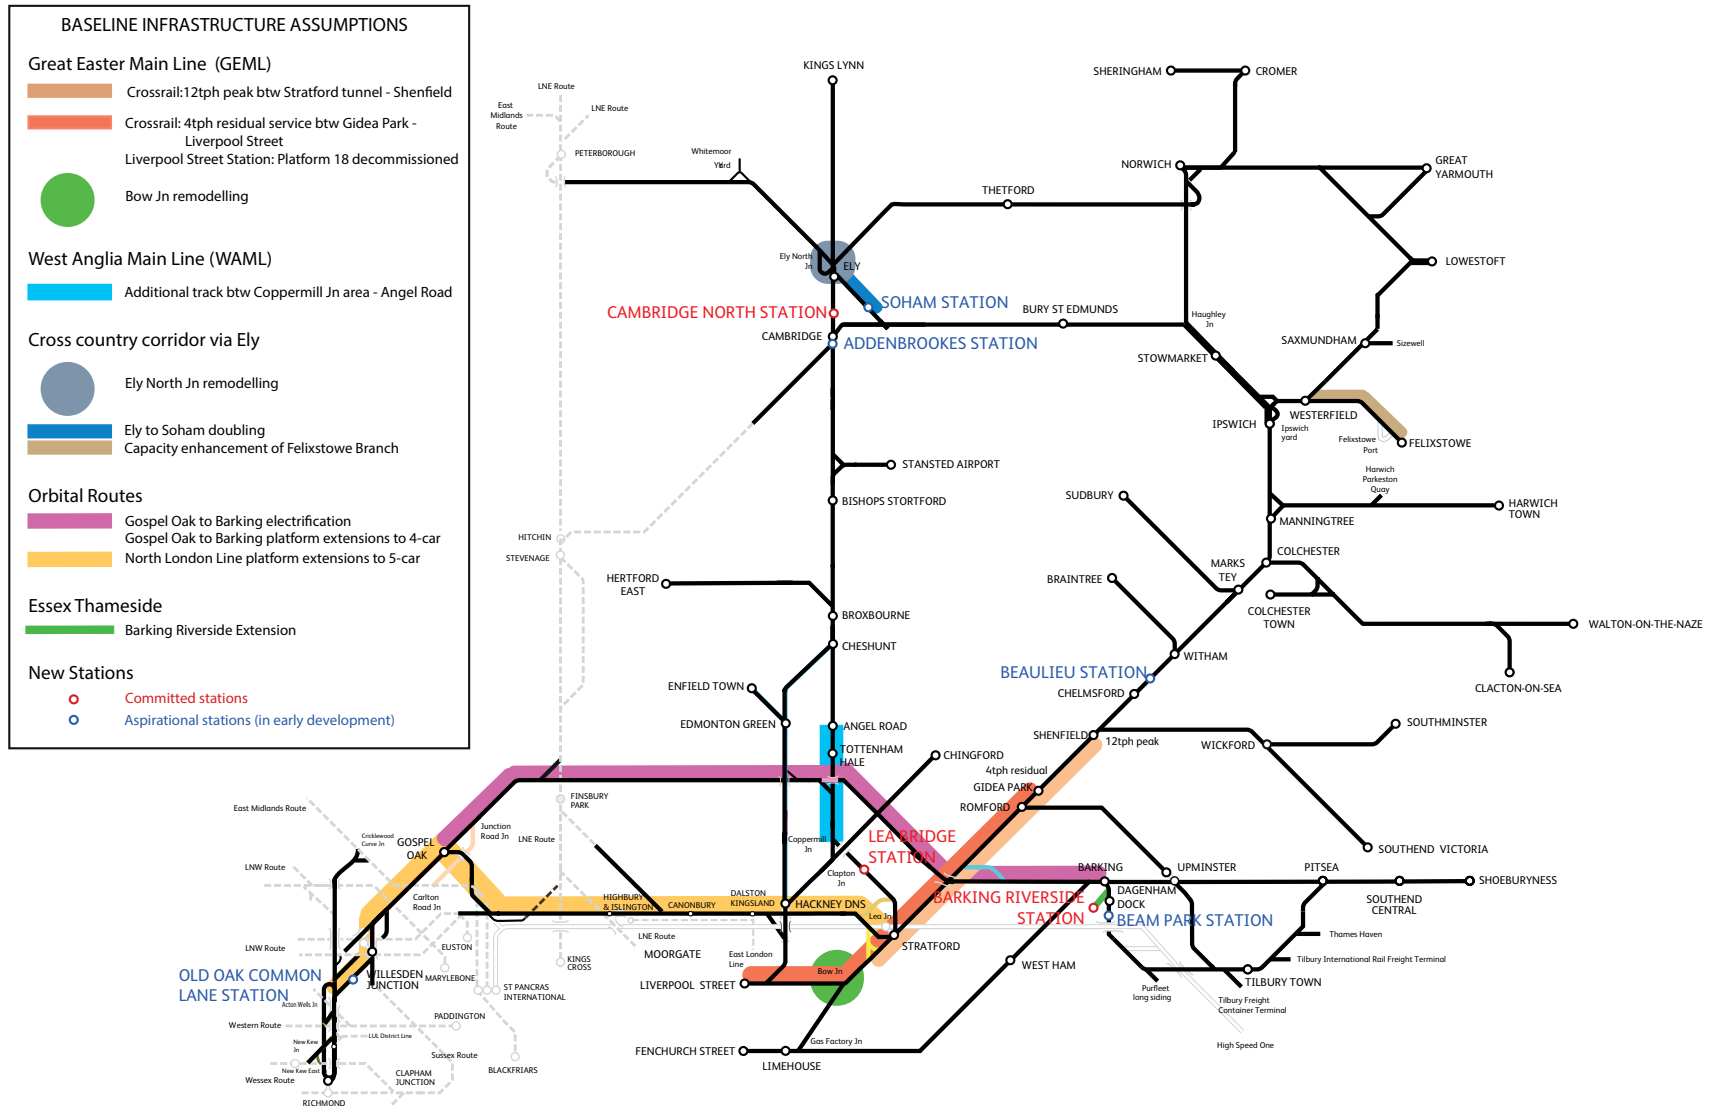 BASELINE INFRASTRUCTURE ASSUMPTIONS
Great Easter Main Line  (GEML)
Crossrail:12tph peak btw Stratford tunnel - Shenfield
Crossrail: 4tph residual service btw Gidea Park -
Liverpool Street
Liverpool Street Station: Platform 18 decommissioned
Bow Jn remodelling
West Anglia Main Line (WAML)
Additional track btw Coppermill Jn area - Angel Road
Cross country corridor via Ely
Ely North Jn remodelling
Ely to Soham doubling
Capacity enhancement of Felixstowe Branch
Orbital Routes
Gospel Oak to Barking electrification
Gospel Oak to Barking platform extensions to 4-car
North London Line platform extensions to 5-car
Essex Thameside
Barking Riverside Extension
New Stations
Committed stations
Aspirational stations (in early development)
KINGS LYNN
SHERINGHAM
CROMER
LNE Route
East
Midlands
Route
LNE Route
PETERBOROUGH
Whitemoor
Yard
NORWICH
GREAT
YARMOUTH
THETFORD
Ely North
Jn
ELY
LOWESTOFT
SOHAM STATION
CAMBRIDGE NORTH STATION
BURY ST EDMUNDS
Haughley
Jn
CAMBRIDGE
ADDENBROOKES STATION
SAXMUNDHAM
Sizewell
STOWMARKET
WESTERFIELD
IPSWICH
Ipswich
yard
Felixstowe
Port
FELIXSTOWE
STANSTED AIRPORT
Harwich
Parkeston
Quay
SUDBURY
BISHOPS STORTFORD
HARWICH
TOWN
MANNINGTREE
HITCHIN
STEVENAGE
COLCHESTER
MARKS
TEY
HERTFORD
EAST
BRAINTREE
COLCHESTER
TOWN
BROXBOURNE
WALTON-ON-THE-NAZE
CHESHUNT
WITHAM
BEAULIEU STATION
ENFIELD TOWN
CHELMSFORD
CLACTON-ON-SEA
EDMONTON GREEN
ANGEL ROAD
SOUTHMINSTER
SHENFIELD
12tph peak
WICKFORD
TOTTENHAM
HALE
CHINGFORD
4tph residual
GIDEA PARK
ROMFORD
FINSBURY
PARK
East Midlands Route
Junction
Road Jn
LNE Route
Cricklewood
Curve Jn
GOSPEL
OAK
Coppermill
Jn
LEA BRIDGE
STATION
SOUTHEND  VICTORIA
LNW Route
Clapton
Jn
BARKING
UPMINSTER
PITSEA
SHOEBURYNESS
Carlton
Road Jn
HIGHBURY
& ISLINGTON
CANONBURY
DALSTON
KINGSLAND
HACKNEY DNS
BARKING RIVERSIDE
STATION
DAGENHAM
DOCK
SOUTHEND
CENTRAL
Lea Jn
BEAM PARK STATION
LNE Route
Thames Haven
LNW Route
EUSTON
MOORGATE
East London
Line
STRATFORD
KINGS
CROSS
WEST HAM
Tilbury International Rail Freight Terminal
OLD OAK COMMON
LANE STATION
WILLESDEN
JUNCTION
MARYLEBONE
Bow Jn
LIVERPOOL  STREET
ST PANCRAS
INTERNATIONAL
Purfleet
long siding
TILBURY TOWN
Acton Wells Jn
Tilbury Freight
Container Terminal
PADDINGTON
Western Route
LUL District Line
New Kew
Jn
Gas Factory Jn
High Speed One
FENCHURCH STREET
Sussex Route
LIMEHOUSE
New Kew East
BLACKFRIARS
Wessex Route
CLAPHAM
JUNCTION
RICHMOND